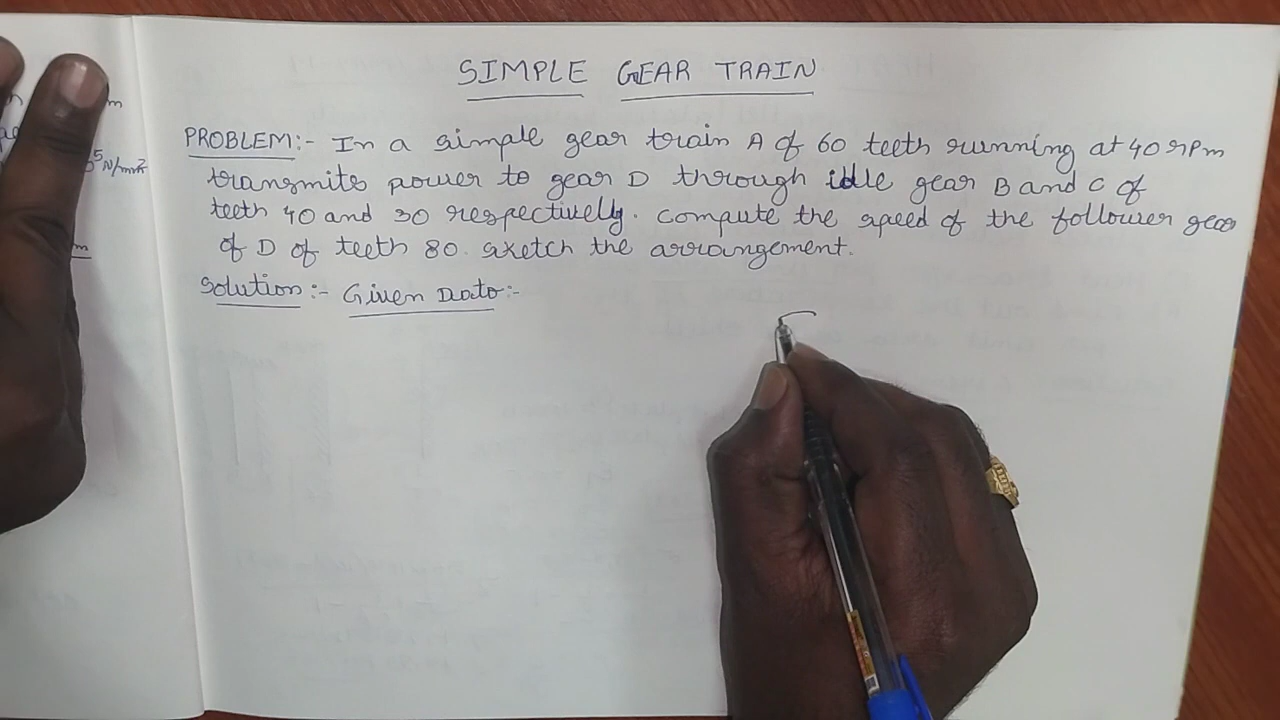 SIMPLE GEAR TRAIN
PROBLEM:- In a simple gear train A of 60 teeth running at 40 rpm
transmits power to gear D through idle gear B and C of
teeth 40 and 30 respectively. compute the speed of the follower gear
of D of teeth 80. sketch the arrangement.
Solution:- Given Data:-
m
5 N/mm²
m